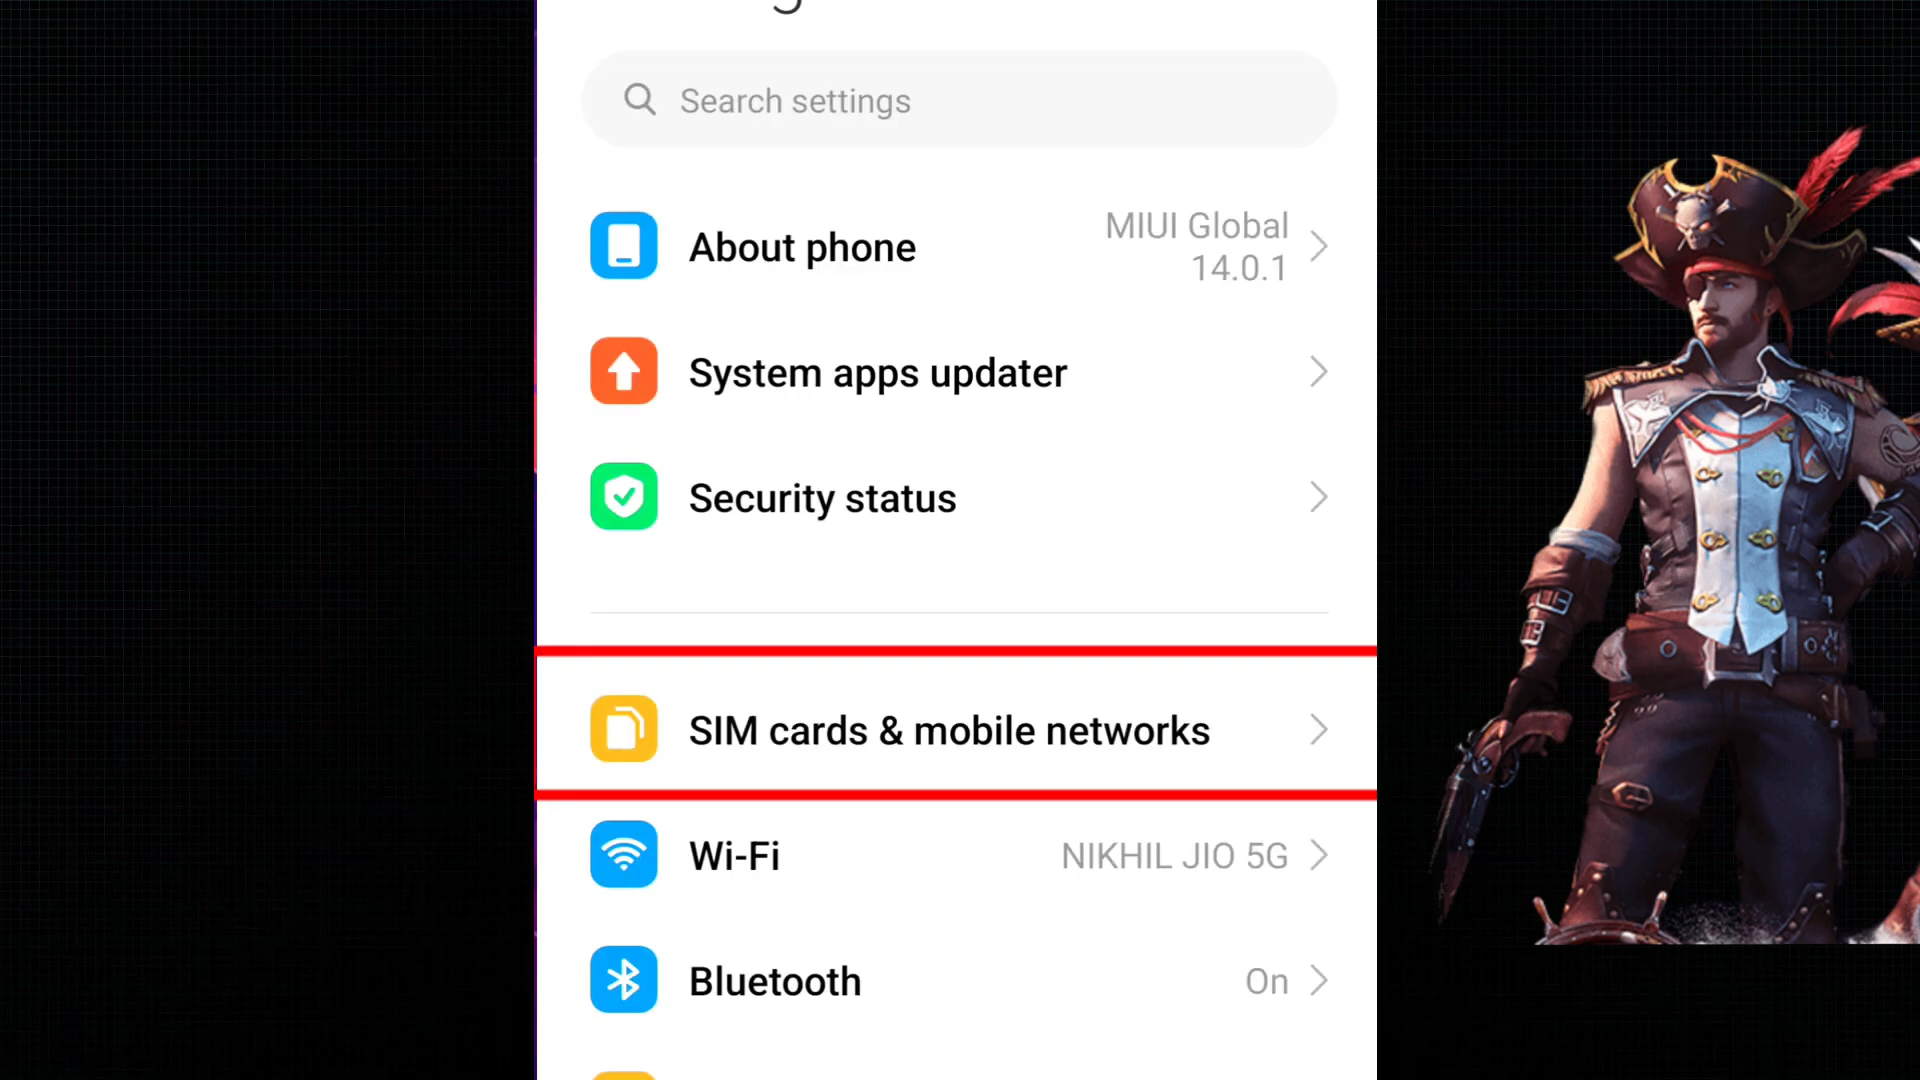 Search settings
About phone
MIUI Global
14.0.1
System apps updater
Security status
SIM cards & mobile networks
Wi-Fi
NIKHIL JIO 5G
Bluetooth
On